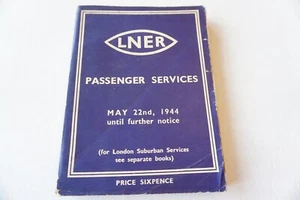 LNER
PASSENGER SERVICES
MAY 22nd, 1944
until further notice
(for London Suburban Services
see separate books)
PRICE SIXPENCE